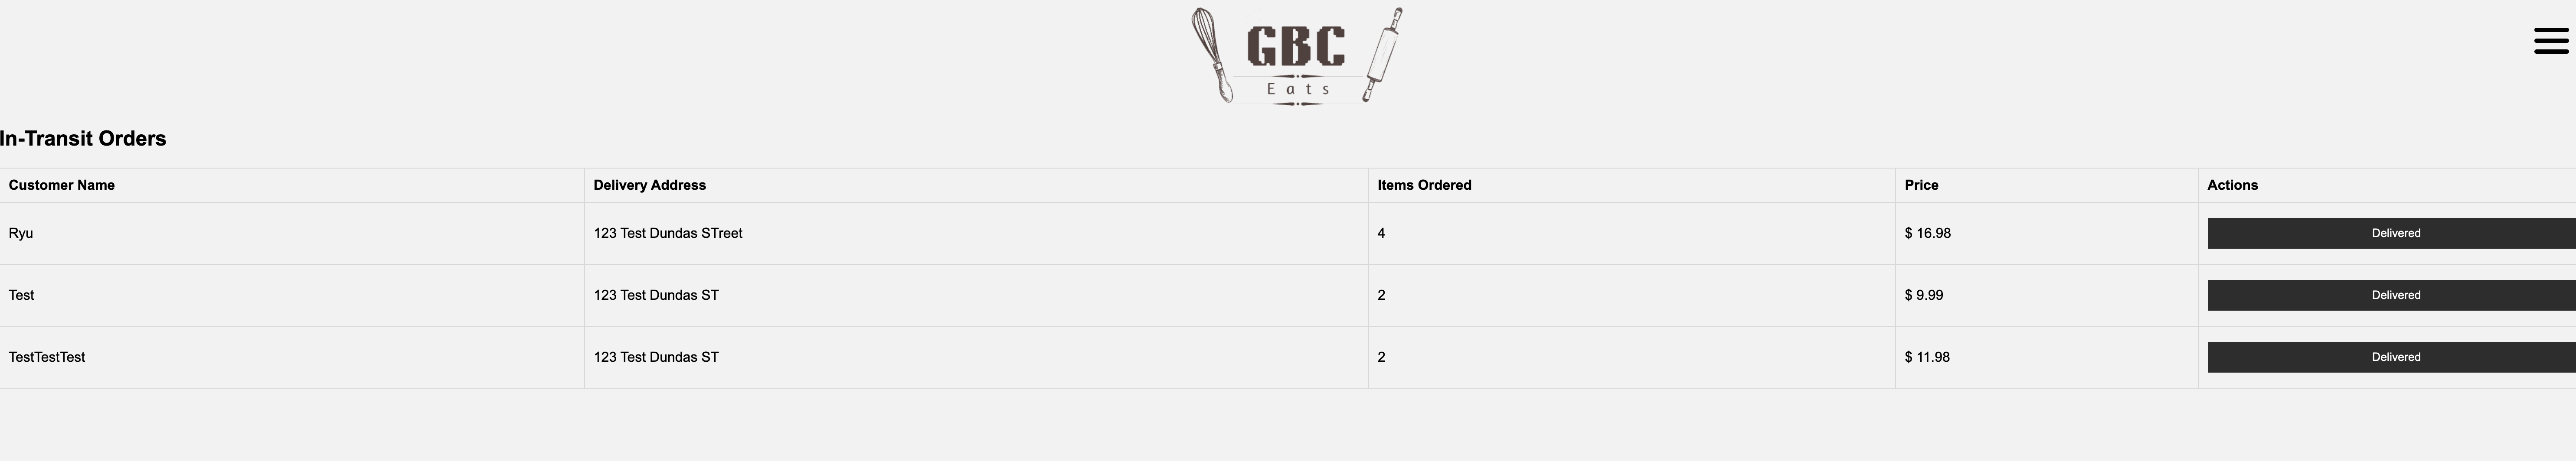 GBC
Eats
In-Transit Orders
Customer Name Delivery Address Items Ordered Price Actions
Ryu 123 Test Dundas STreet 4 $ 16.98 Delivered
Test 123 Test Dundas ST 2 $ 9.99 Delivered
TestTestTest 123 Test Dundas ST 2 $ 11.98 Delivered